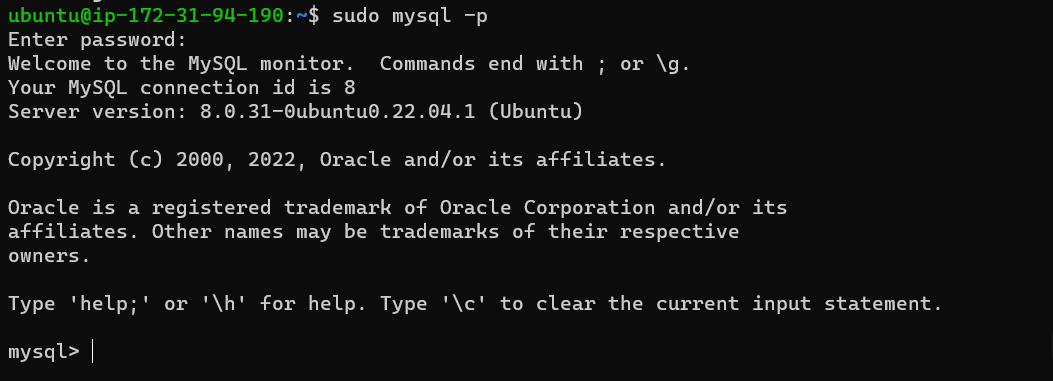 ubuntu@ip-172-31-94-190:~$ sudo mysql -p
Enter password:
Welcome to the MySQL monitor.  Commands end with ; or \g.
Your MySQL connection id is 8
Server version: 8.0.31-0ubuntu0.22.04.1 (Ubuntu)
Copyright (c) 2000, 2022, Oracle and/or its affiliates.
Oracle is a registered trademark of Oracle Corporation and/or its
affiliates. Other names may be trademarks of their respective
owners.
Type 'help;' or '\h' for help. Type '\c' to clear the current input statement.
mysql>